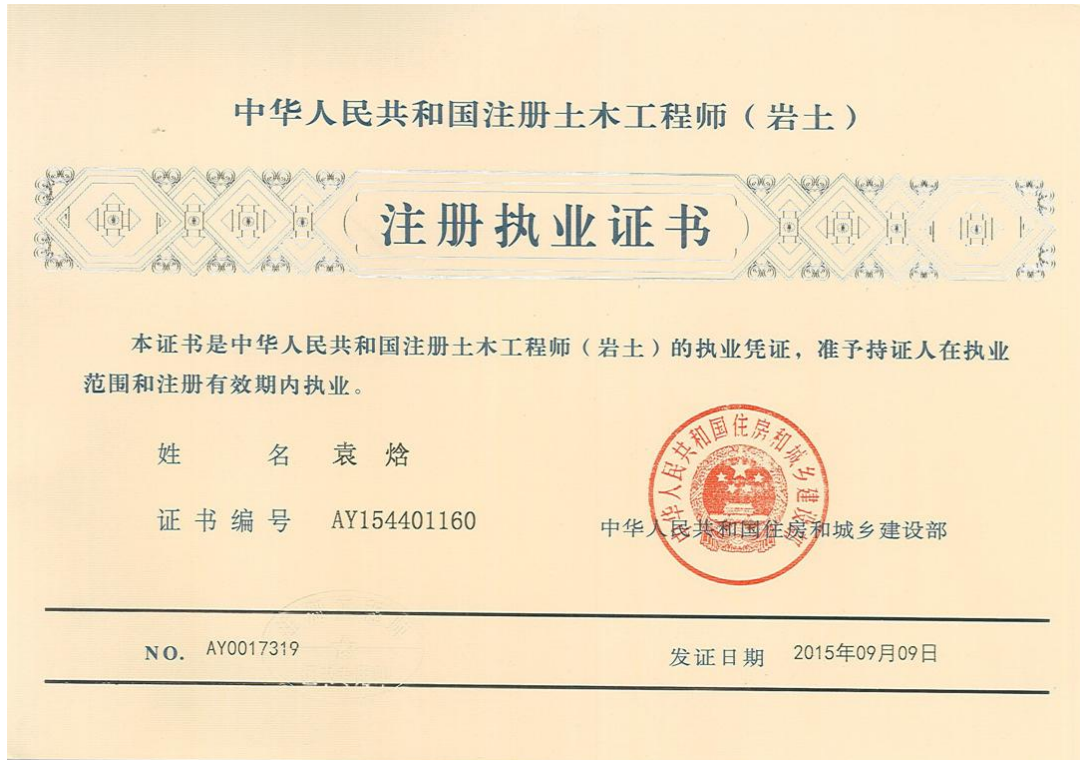 中华人民共和国注册土木工程师（岩土）
注册执业证书
本证书是中华人民共和国注册土木工程师（岩土）的执业凭证，准予持证人在执业
范围和注册有效期内执业。
姓 名 袁 焓
证书编号 AY154401160
中华人民共和国住房和城乡建设部
中华人民共和国住房和城乡建设部
NO. AY0017319
发证日期 2015年09月09日